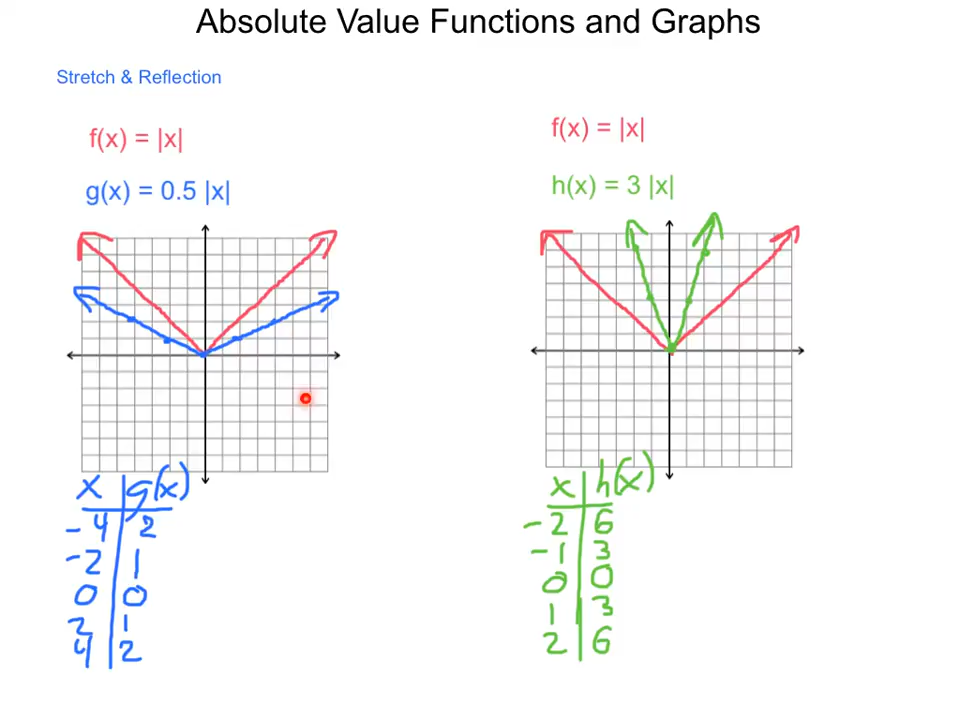 Absolute Value Functions and Graphs
Stretch & Reflection
f(x) = |x|
g(x) = 0.5 |x|
x | g(x)
-4 | 2
-2 | 1
0 | 0
2 | 1
4 | 2
f(x) = |x|
h(x) = 3 |x|
x | h(x)
-2 | 6
-1 | 3
0 | 0
1 | 3
2 | 6